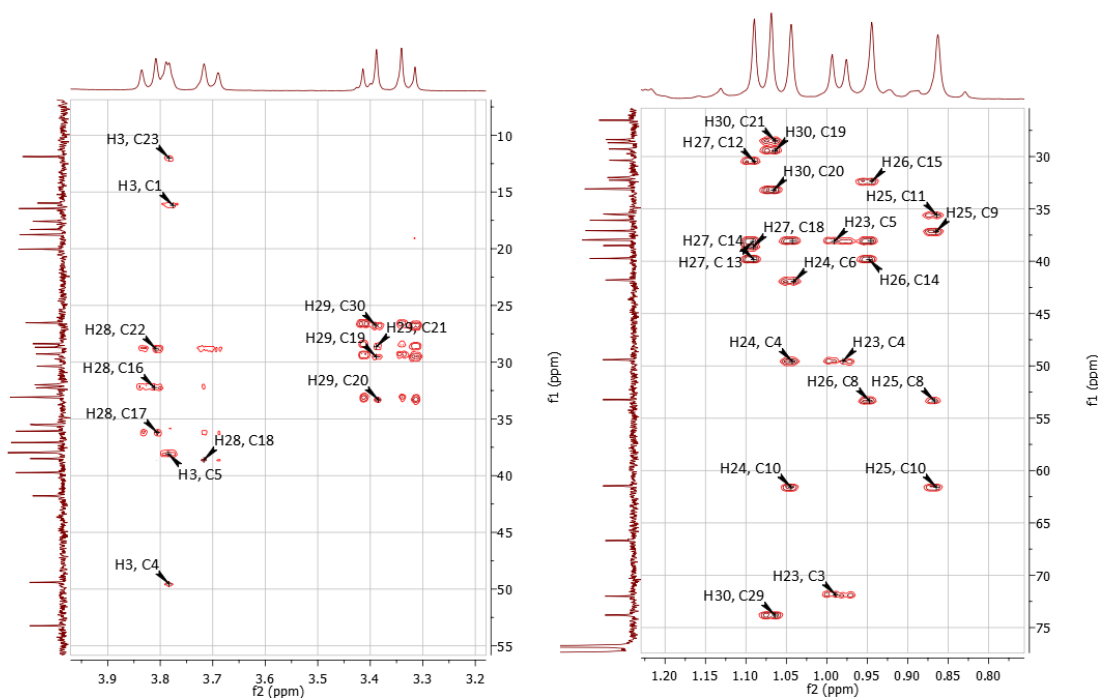 H3, C23
H3, C1
H29, C30
H28, C22
H29, C19
H29, C21
H28, C16
H29, C20
H28, C17
H28, C18
H3, C5
H3, C4
10
15
20
25
30
35
40
45
50
55
f1 (ppm)
3.9
3.8
3.7
3.6
3.5
3.4
3.3
3.2
f2 (ppm)
H30, C21
H27, C12
H30, C19
H26, C15
H30, C20
H25, C11
H25, C9
H27, C18
H23, C5
H27, C14
H27, C 13
H24, C6
H26, C14
H24, C4
H23, C4
H26, C8
H25, C8
H24, C10
H25, C10
H23, C3
H30, C29
30
35
40
45
50
55
60
65
70
75
f1 (ppm)
1.20
1.15
1.10
1.05
1.00
0.95
0.90
0.85
0.80
f2 (ppm)